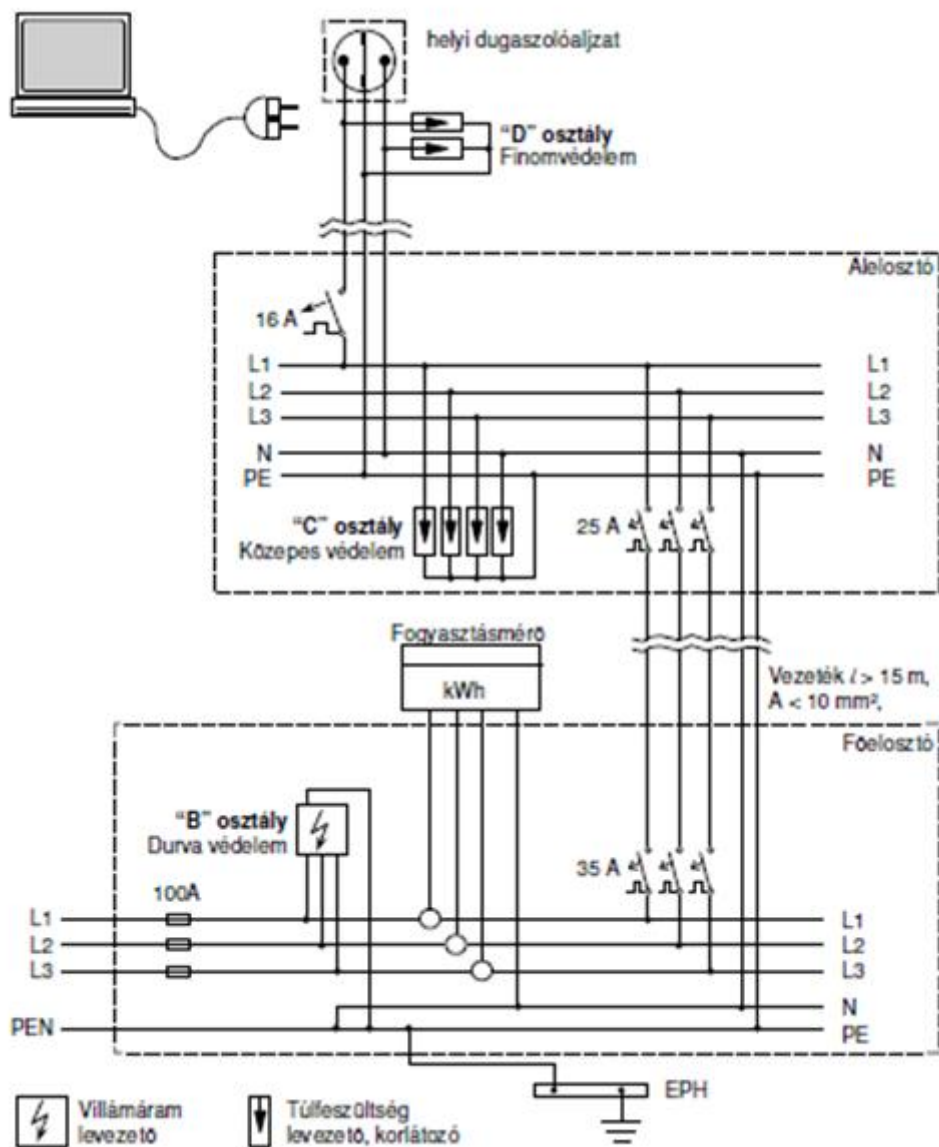 helyi dugaszolóaljzat
"D" osztály
Finomvédelem
Alelosztó
16 A
L1 L1
L2 L2
L3 L3
N N
PE PE
"C" osztály
Közepes védelem
25 A
Fogyasztásmérő
kWh
Vezeték l > 15 m,
A < 10 mm²,
Főelosztó
"B" osztály
Durva védelem
35 A
100A
L1 L1
L2 L2
L3 L3
N
PEN PE
EPH
Villámáram
levezető
Túlfeszültség
levezető, korlátozó